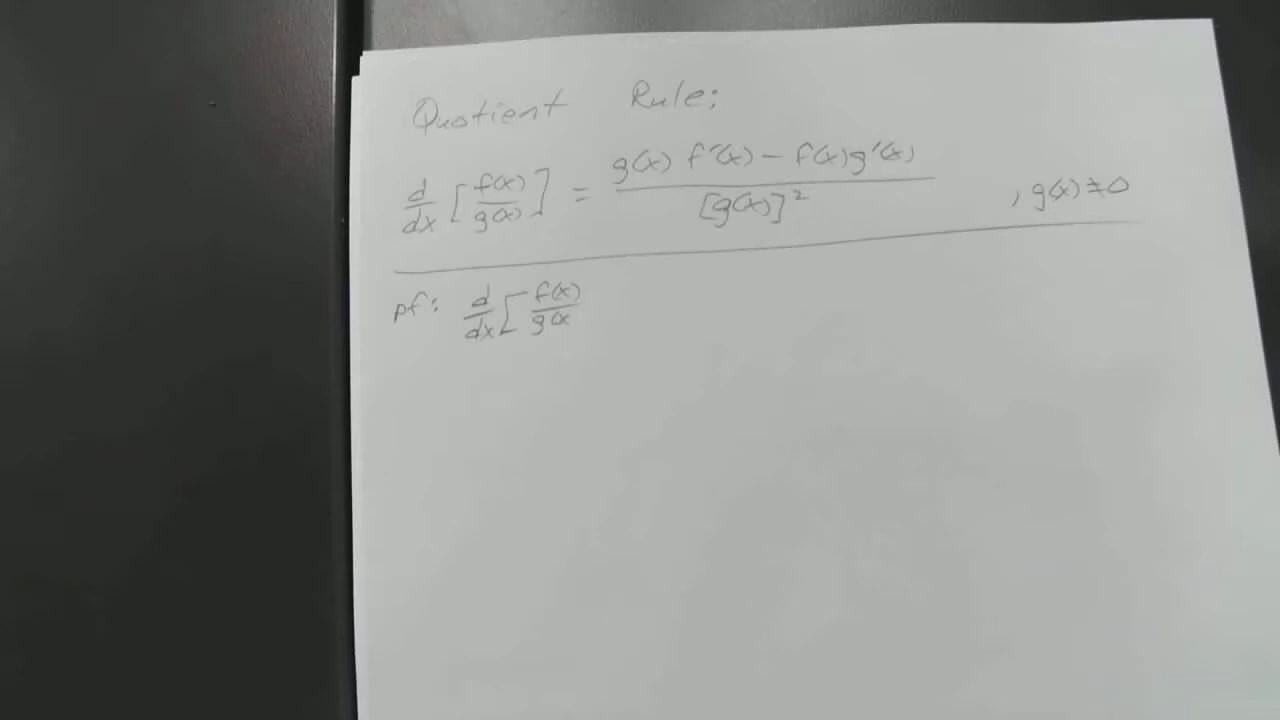 Quotient Rule:
d/dx [f(x)/g(x)] = g(x) f'(x) - f(x)g'(x) / [g(x)]² , g(x) ≠ 0
pf: d/dx [ f(x)/g(x